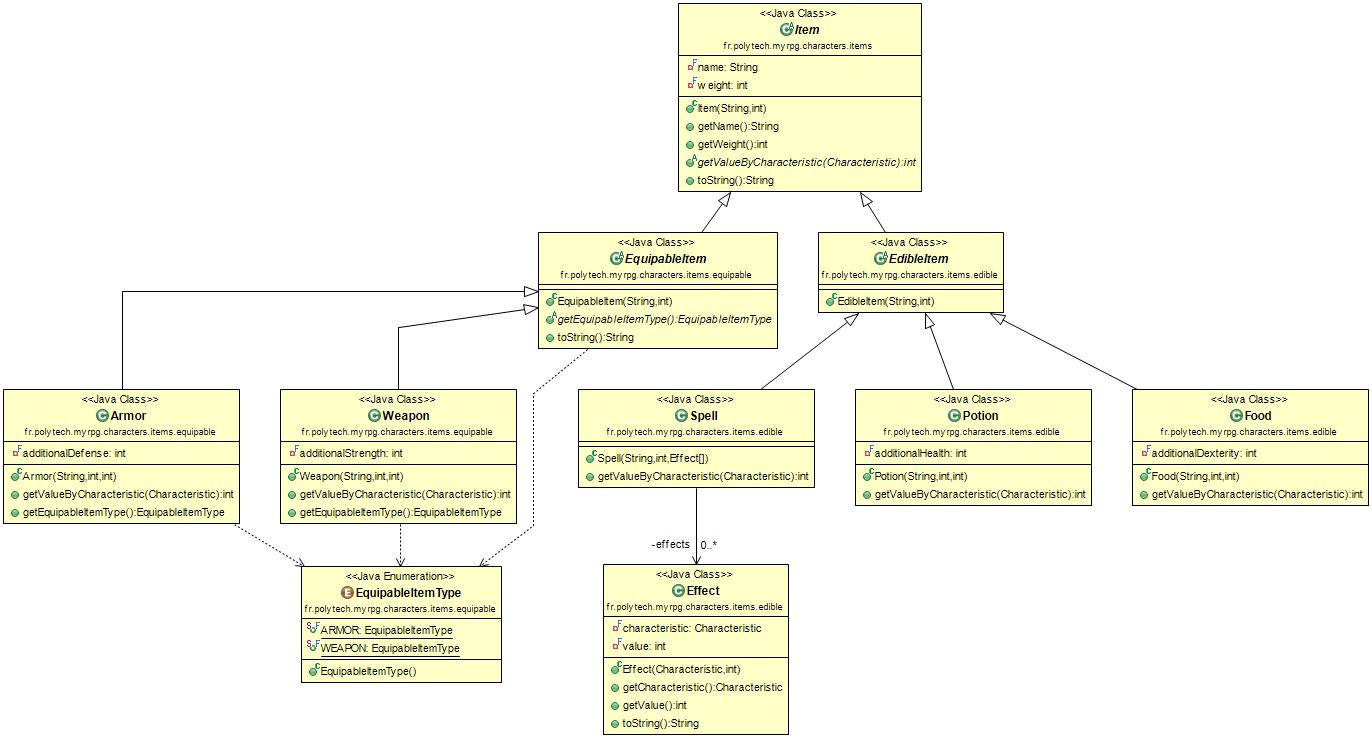 <<Java Class>>
Item
fr.polytech.myrpg.characters.items
name: String
weight: int
Item(String,int)
getName():String
getWeight():int
getValueByCharacteristic(Characteristic):int
toString():String
<<Java Class>>
EquipableItem
fr.polytech.myrpg.characters.items.equipable
EquipableItem(String,int)
getEquipableItemType():EquipableItemType
toString():String
<<Java Class>>
EdibleItem
fr.polytech.myrpg.characters.items.edible
EdibleItem(String,int)
<<Java Class>>
Armor
fr.polytech.myrpg.characters.items.equipable
additionalDefense: int
Armor(String,int,int)
getValueByCharacteristic(Characteristic):int
getEquipableItemType():EquipableItemType
<<Java Class>>
Weapon
fr.polytech.myrpg.characters.items.equipable
additionalStrength: int
Weapon(String,int,int)
getValueByCharacteristic(Characteristic):int
getEquipableItemType():EquipableItemType
<<Java Class>>
Spell
fr.polytech.myrpg.characters.items.edible
Spell(String,int,Effect[])
getValueByCharacteristic(Characteristic):int
<<Java Class>>
Potion
fr.polytech.myrpg.characters.items.edible
additionalHealth: int
Potion(String,int,int)
getValueByCharacteristic(Characteristic):int
<<Java Class>>
Food
fr.polytech.myrpg.characters.items.edible
additionalDexterity: int
Food(String,int,int)
getValueByCharacteristic(Characteristic):int
-effects 0..*
<<Java Enumeration>>
EquipableItemType
fr.polytech.myrpg.characters.items.equipable
ARMOR: EquipableItemType
WEAPON: EquipableItemType
EquipableItemType()
<<Java Class>>
Effect
fr.polytech.myrpg.characters.items.edible
characteristic: Characteristic
value: int
Effect(Characteristic,int)
getCharacteristic():Characteristic
getValue():int
toString():String